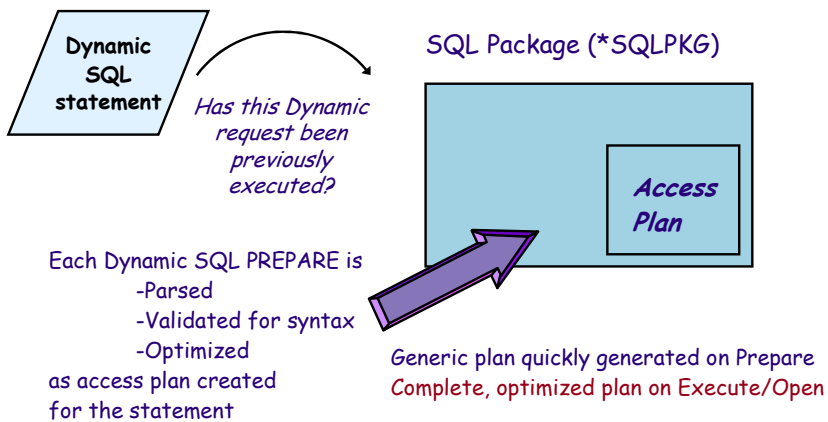 Dynamic
SQL
statement
Has this Dynamic
request been
previously
executed?
SQL Package (*SQLPKG)
Access
Plan
Each Dynamic SQL PREPARE is
-Parsed
-Validated for syntax
-Optimized
as access plan created
for the statement
Generic plan quickly generated on Prepare
Complete, optimized plan on Execute/Open